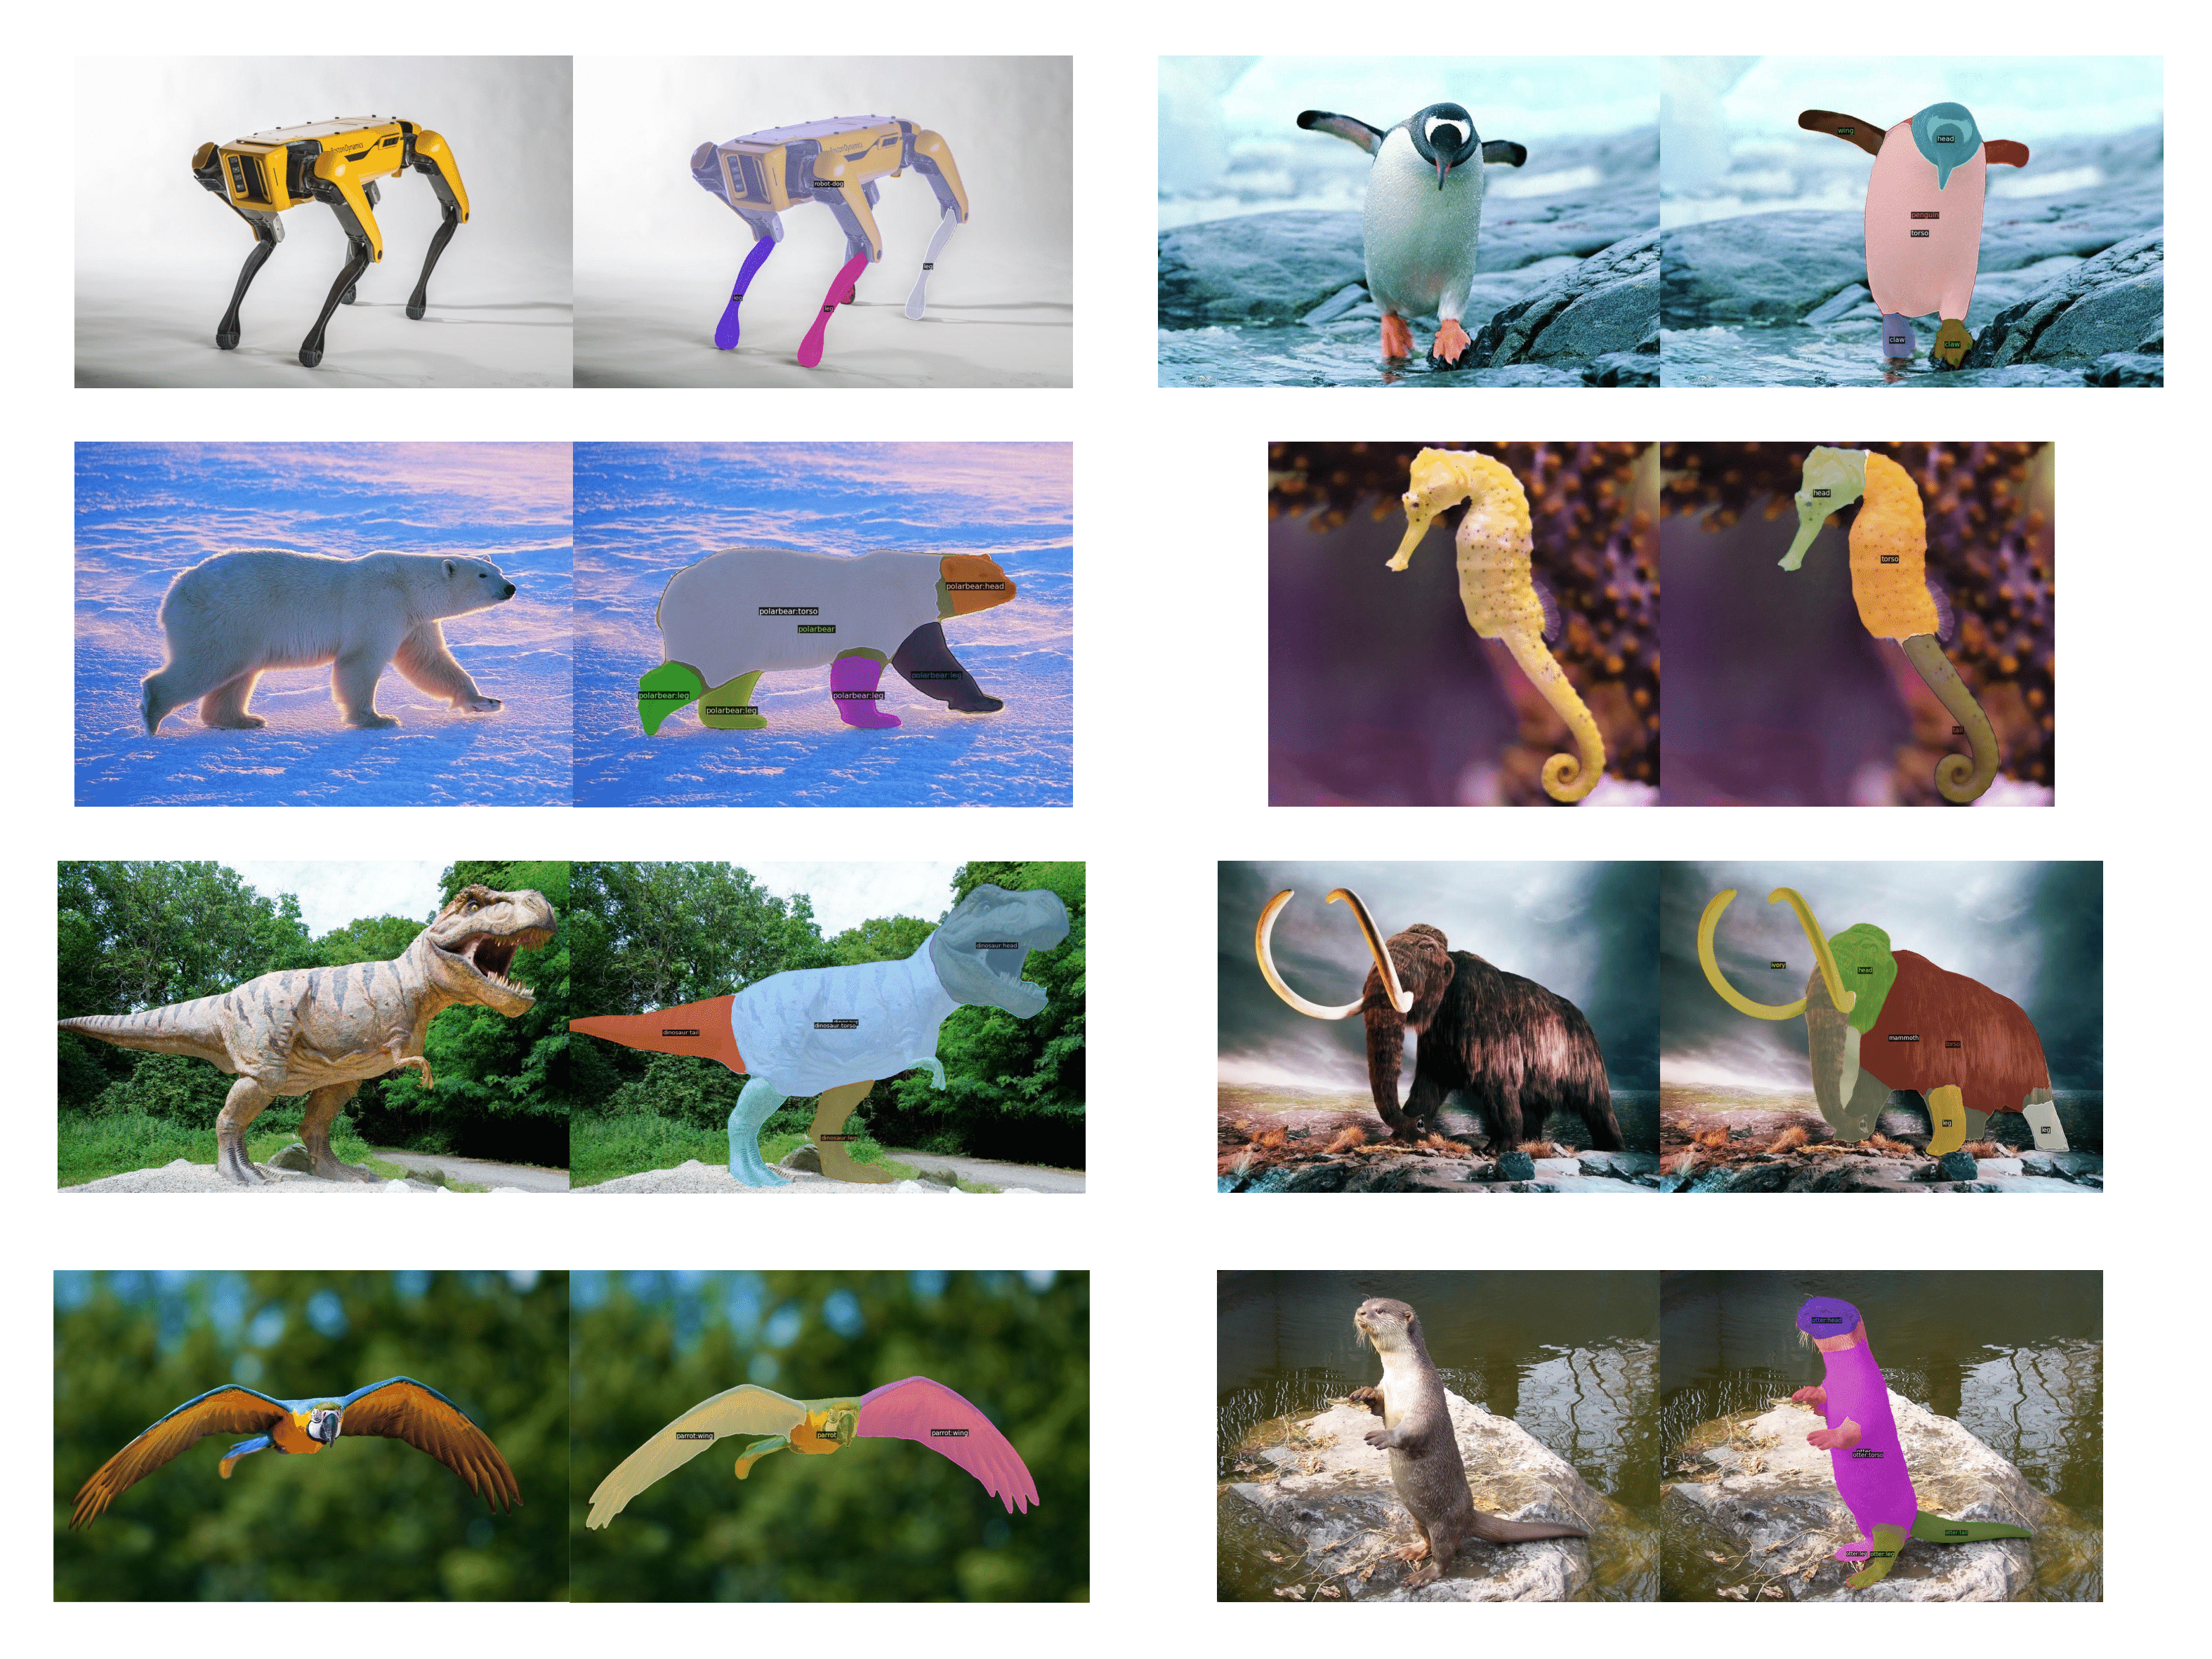 BostonDynamics
BostonDynamics
robot-dog
leg
leg
leg
wing
head
penguin
torso
claw
claw
polarbear:head
polarbear:torso
polarbear
polarbear:leg
polarbear:leg
polarbear:leg
polarbear:leg
head
torso
tail
dinosaur:head
dinosaur:torso
dinosaur:tail
dinosaur:leg
ivory
head
mammoth
torso
leg
leg
parrot:wing
parrot
parrot:wing
otter:head
otter:torso
otter:tail
otter:leg
otter:leg